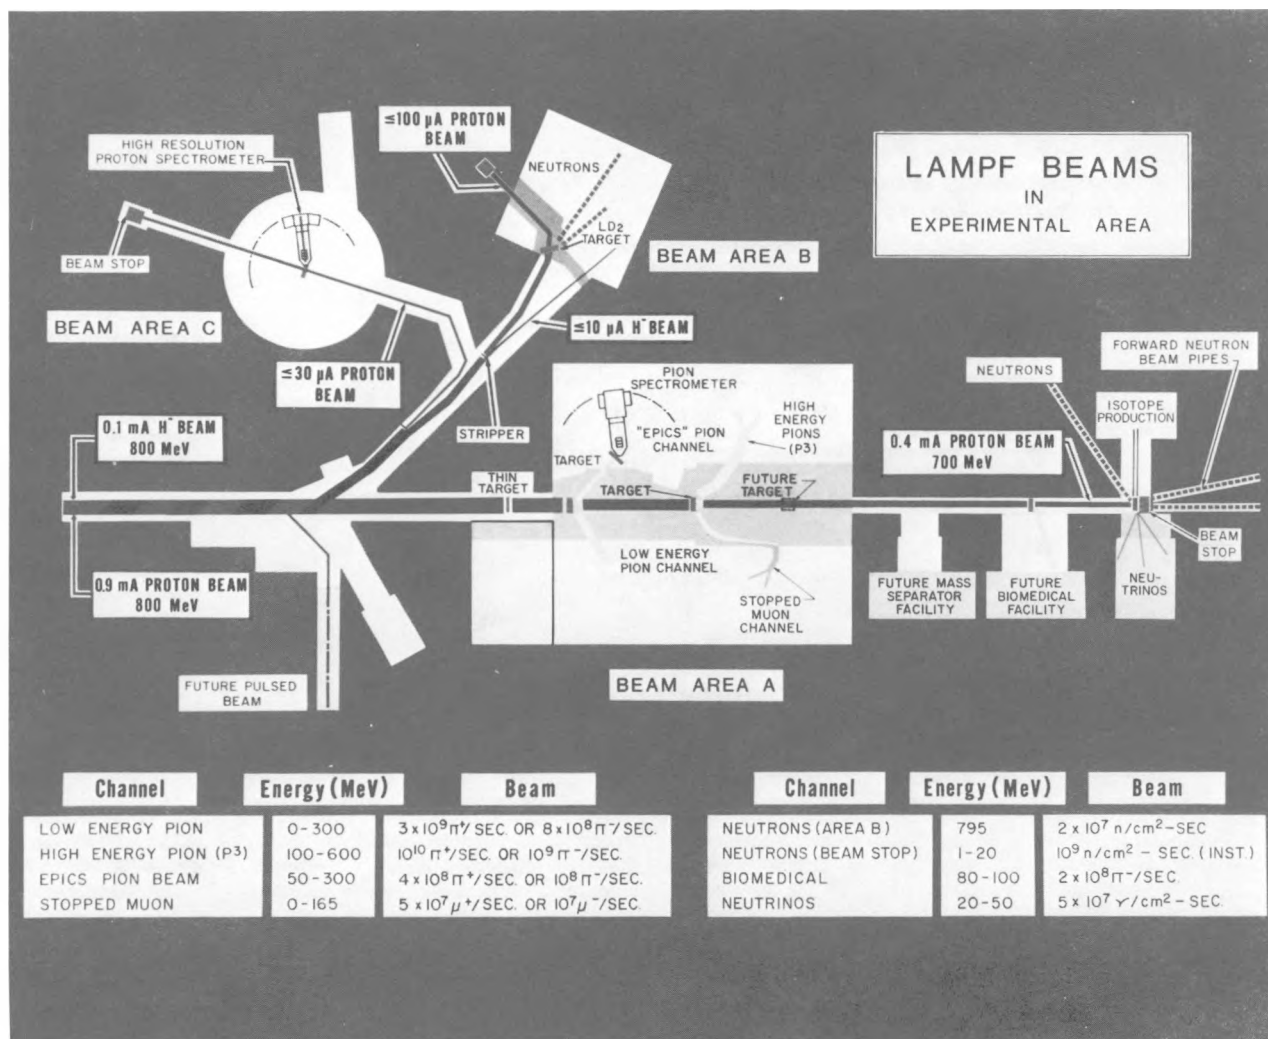 LAMPF BEAMS
IN
EXPERIMENTAL AREA
≤100 μA PROTON
BEAM
HIGH RESOLUTION
PROTON SPECTROMETER
NEUTRONS
LD2
TARGET
BEAM STOP
BEAM AREA B
BEAM AREA C
≤10 μA H⁻ BEAM
≤30 μA PROTON
BEAM
PION
SPECTROMETER
FORWARD NEUTRON
BEAM PIPES
NEUTRONS
ISOTOPE
PRODUCTION
0.1 mA H⁻ BEAM
800 MeV
STRIPPER
"EPICS" PION
CHANNEL
HIGH
ENERGY
PIONS
(P3)
0.4 mA PROTON BEAM
700 MeV
TARGET
THIN
TARGET
TARGET
FUTURE
TARGET
BEAM
STOP
LOW ENERGY
PION CHANNEL
0.9 mA PROTON BEAM
800 MeV
STOPPED
MUON
CHANNEL
FUTURE MASS
SEPARATOR
FACILITY
FUTURE
BIOMEDICAL
FACILITY
NEU-
TRINOS
FUTURE PULSED
BEAM
BEAM AREA A
Channel Energy (MeV) Beam
LOW ENERGY PION 0-300 3 x 10⁹ π⁺/SEC. OR 8 x 10⁸ π⁻/SEC.
HIGH ENERGY PION (P3) 100-600 10¹⁰ π⁺/SEC. OR 10⁹ π⁻/SEC.
EPICS PION BEAM 50-300 4 x 10⁸ π⁺/SEC. OR 10⁸ π⁻/SEC.
STOPPED MUON 0-165 5 x 10⁷ μ⁺/SEC. OR 10⁷ μ⁻/SEC.
Channel Energy (MeV) Beam
NEUTRONS (AREA B) 795 2 x 10⁷ n/cm²-SEC
NEUTRONS (BEAM STOP) 1-20 10⁹ n/cm² - SEC. (INST.)
BIOMEDICAL 80-100 2 x 10⁸ π⁻/SEC.
NEUTRINOS 20-50 5 x 10⁷ ν/cm² - SEC.